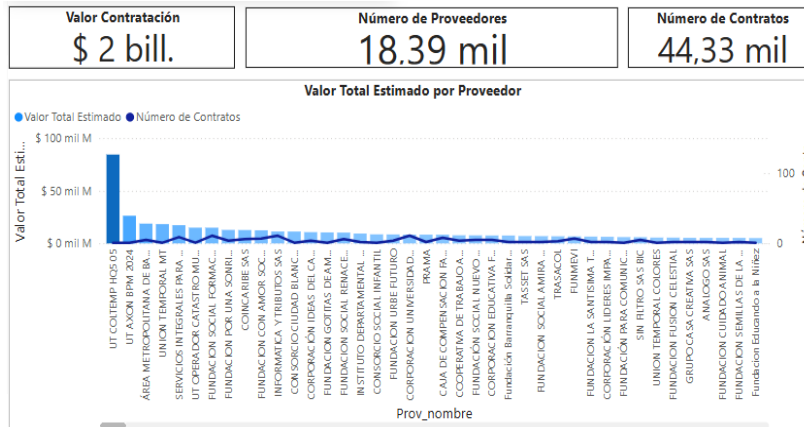 Valor Contratación
$ 2 bill.
Número de Proveedores
18,39 mil
Número de Contratos
44,33 mil
Valor Total Estimado por Proveedor
Valor Total Estimado Número de Contratos
Valor Total Esti...
$ 100 mil M
$ 50 mil M
$ 0 mil M
100
0
UT COLTEMP HQS 05
UT AXON BPM 2024
ÁREA METROPOLITANA DE BA...
UNION TEMPORAL MT
SERVICIOS INTEGRALES PARA ...
UT OPERADOR CATASTRO MU...
FUNDACION SOCIAL FORMAC...
FUNDACION POR UNA SONRI...
COINCARIBE SAS
FUNDACION CON AMOR SOC...
INFORMATICA Y TRIBUTOS SAS
CONSORCIO CIUDAD BLANC...
CORPORACIÓN IDEAS DEL CA...
FUNDACION GOTITAS DE AM...
FUNDACION SOCIAL RENACE...
INSTITUTO DEPARTAMENTAL ...
CONSORCIO SOCIAL INFANTIL
FUNDACION URBE FUTURO
CORPORACION UNIVERSIDAD...
PRAMA
CAJA DE COMPENSACION FA...
COOPERATIVA DE TRABAJO A...
FUNDACIÓN SOCIAL NUEVO ...
CORPORACION EDUCATIVA F...
Fundación Barranquilla Solidar...
TASSET SAS
FUNDACION SOCIAL AMIRA ...
TRASACOL
FUNMEVI
FUNDACION LA SANTISIMA T...
CORPORACIÓN LIDERES IMPA...
FUNDACIÓN PARA COMUNIC...
SIN FILTRO SAS BIC
UNION TEMPORAL COLORES
FUNDACION FUSION CELESTIAL
GRUPO CASA CREATIVA SAS
ANALOGO SAS
FUNDACION CUIDADO ANIMAL
FUNDACION SEMILLAS DE LA ...
Fundacion Educando a la Niñez
Prov_nombre